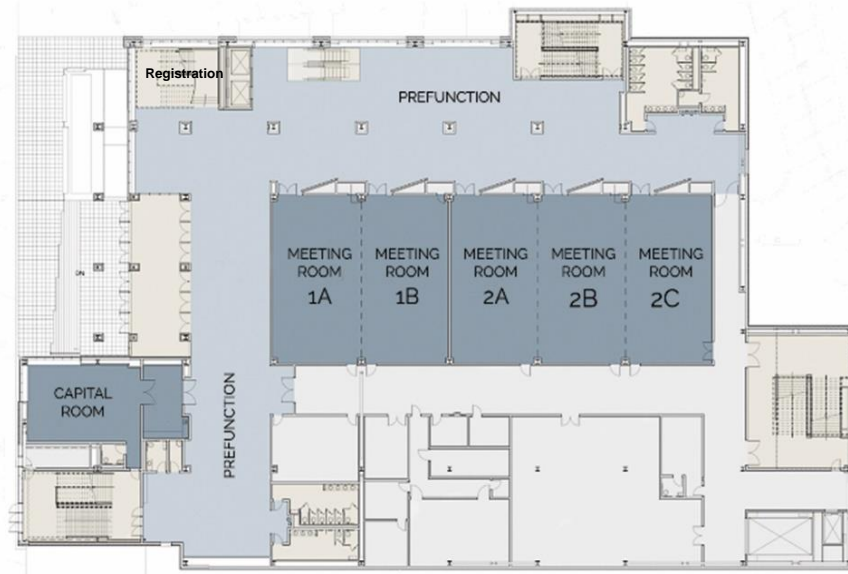 Registration
PREFUNCTION
MEETING
ROOM
1A
MEETING
ROOM
1B
MEETING
ROOM
2A
MEETING
ROOM
2B
MEETING
ROOM
2C
CAPITAL
ROOM
PREFUNCTION